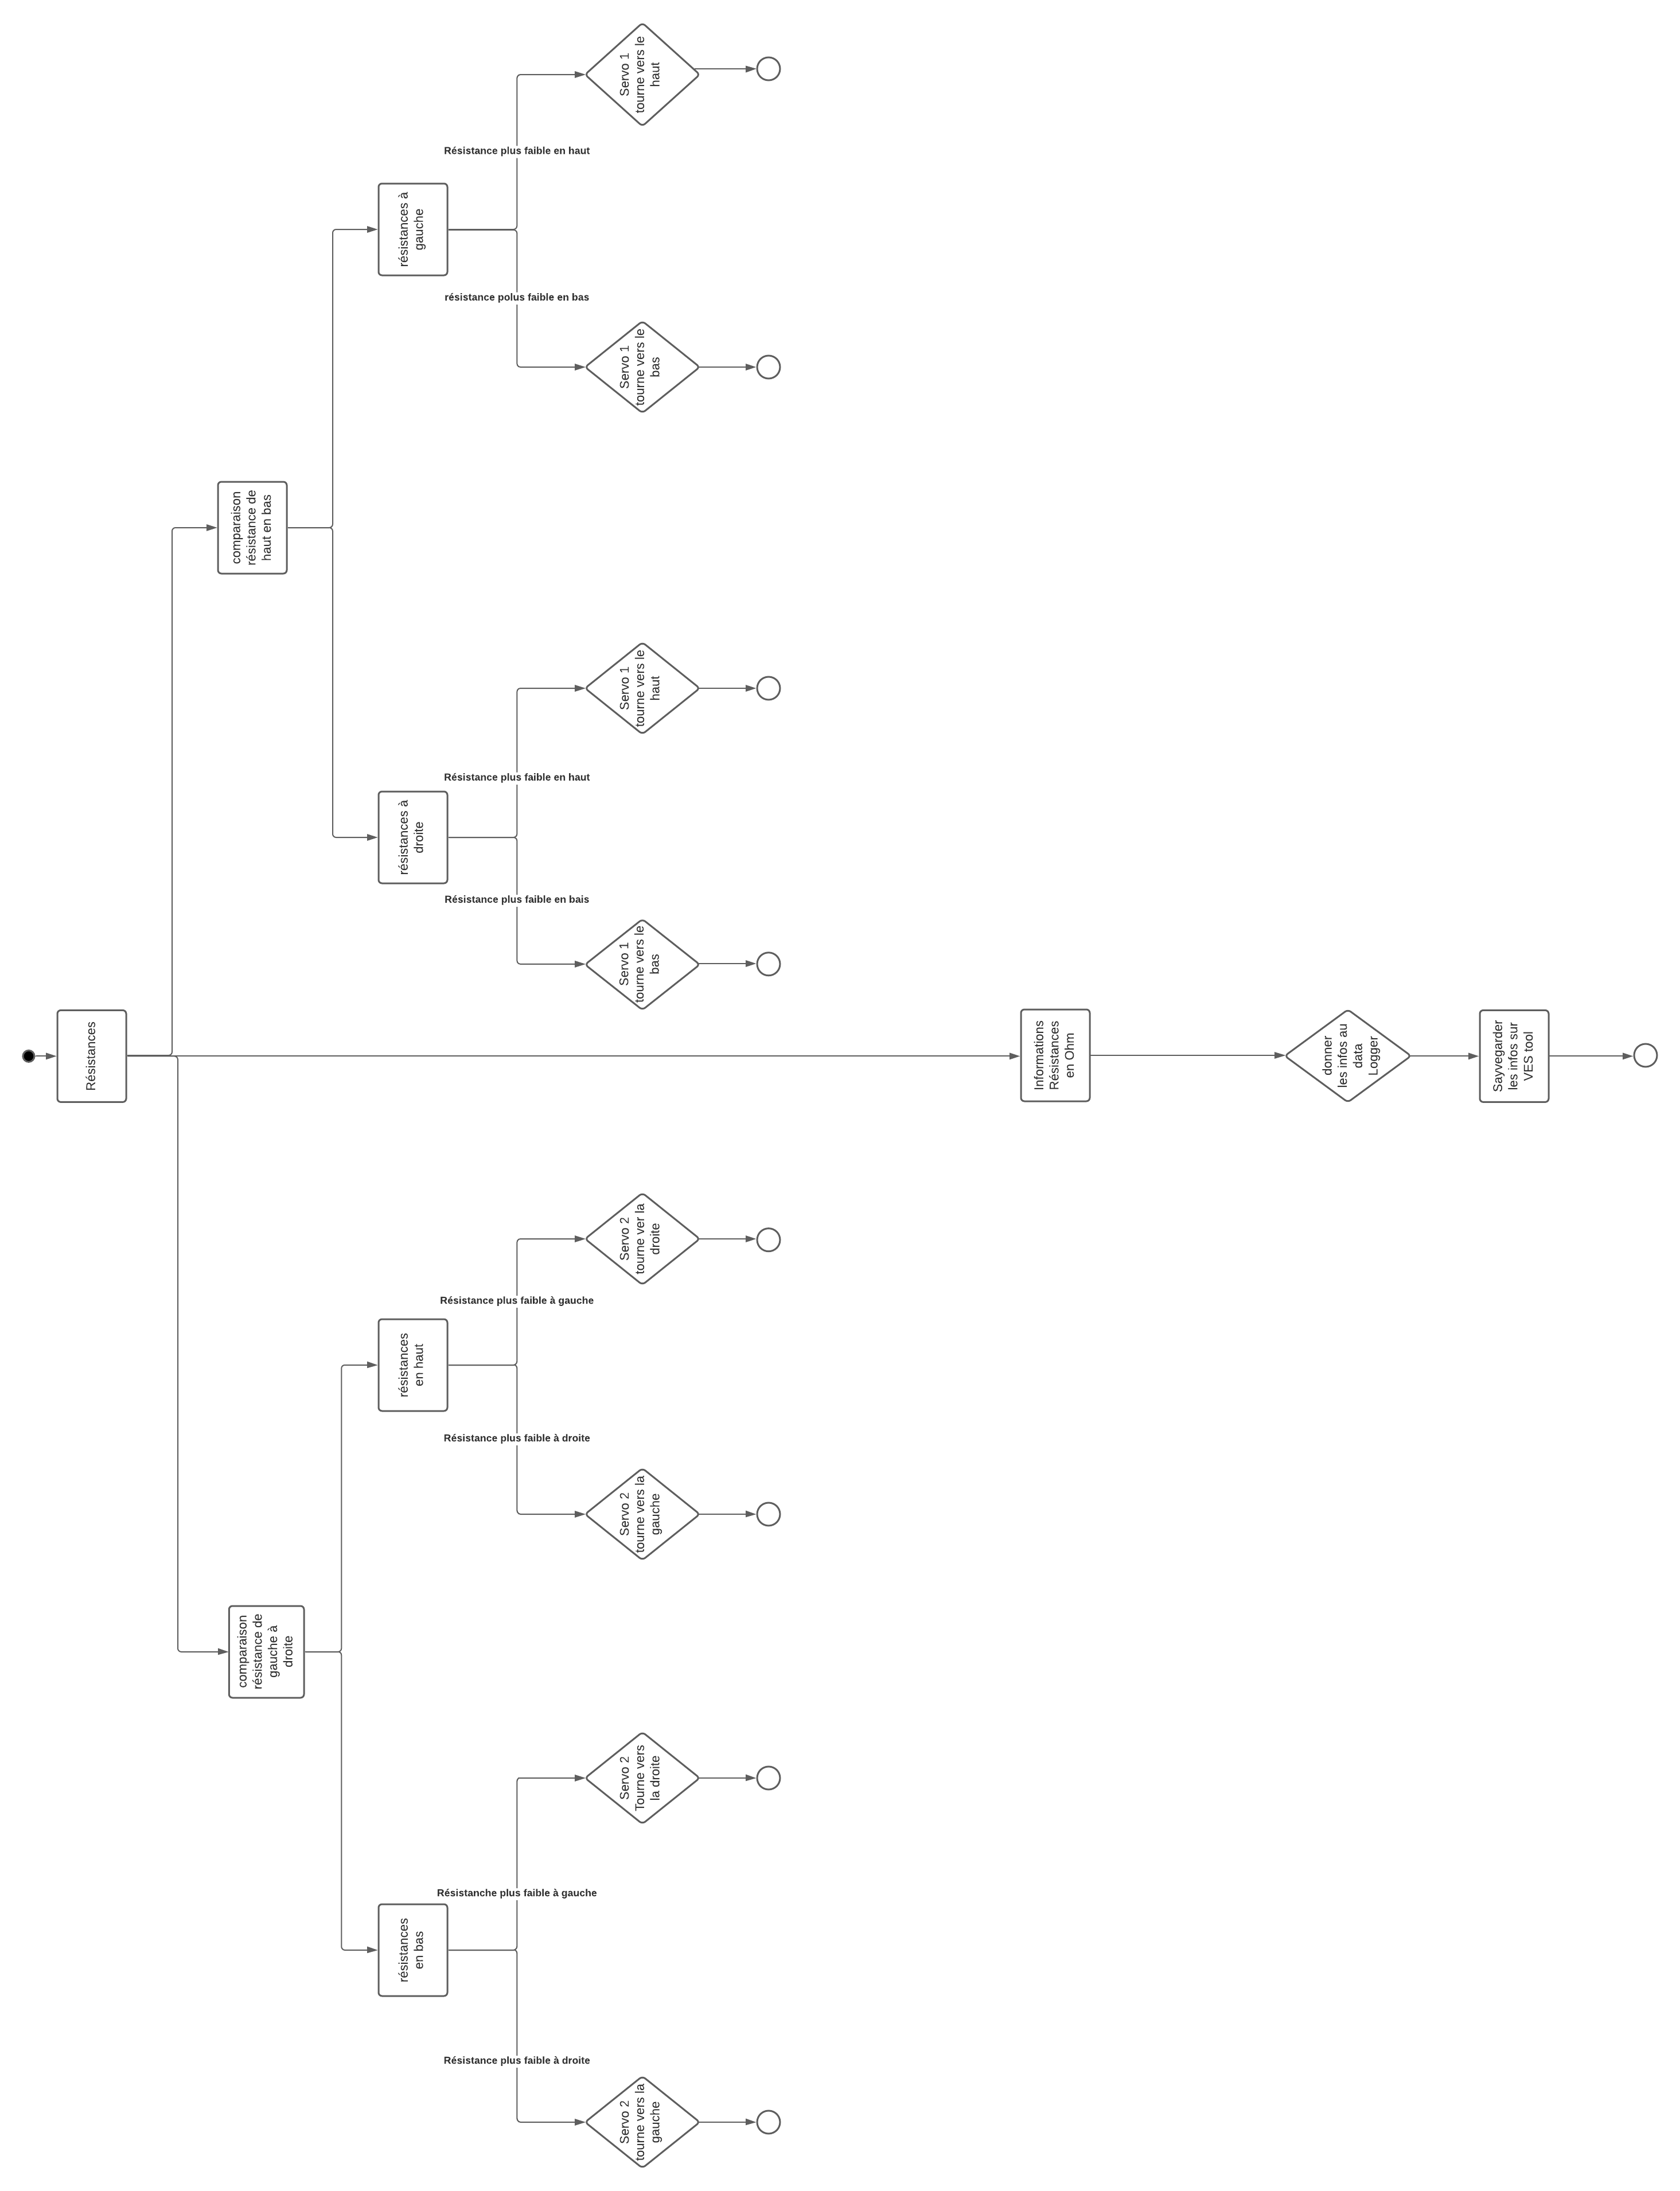 Servo 1
tourne vers le
haut
Résistance plus faible en haut
résistances à
gauche
résistance polus faible en bas
Servo 1
tourne vers le
bas
comparaison
résistance de
haut en bas
Servo 1
tourne vers le
haut
Résistance plus faible en haut
résistances à
droite
Résistance plus faible en bais
Servo 1
tourne vers le
bas
Résistances
Informations
Résistances
en Ohm
donner
les infos au
data
Logger
Sayvegarder
les infos sur
VES tool
Servo 2
tourne ver la
droite
Résistance plus faible à gauche
résistances
en haut
Résistance plus faible à droite
Servo 2
tourne vers la
gauche
comparaison
résistance de
gauche à
droite
Servo 2
Tourne vers
la droite
Résistanche plus faible à gauche
résistances
en bas
Résistance plus faible à droite
Servo 2
tourne vers la
gauche